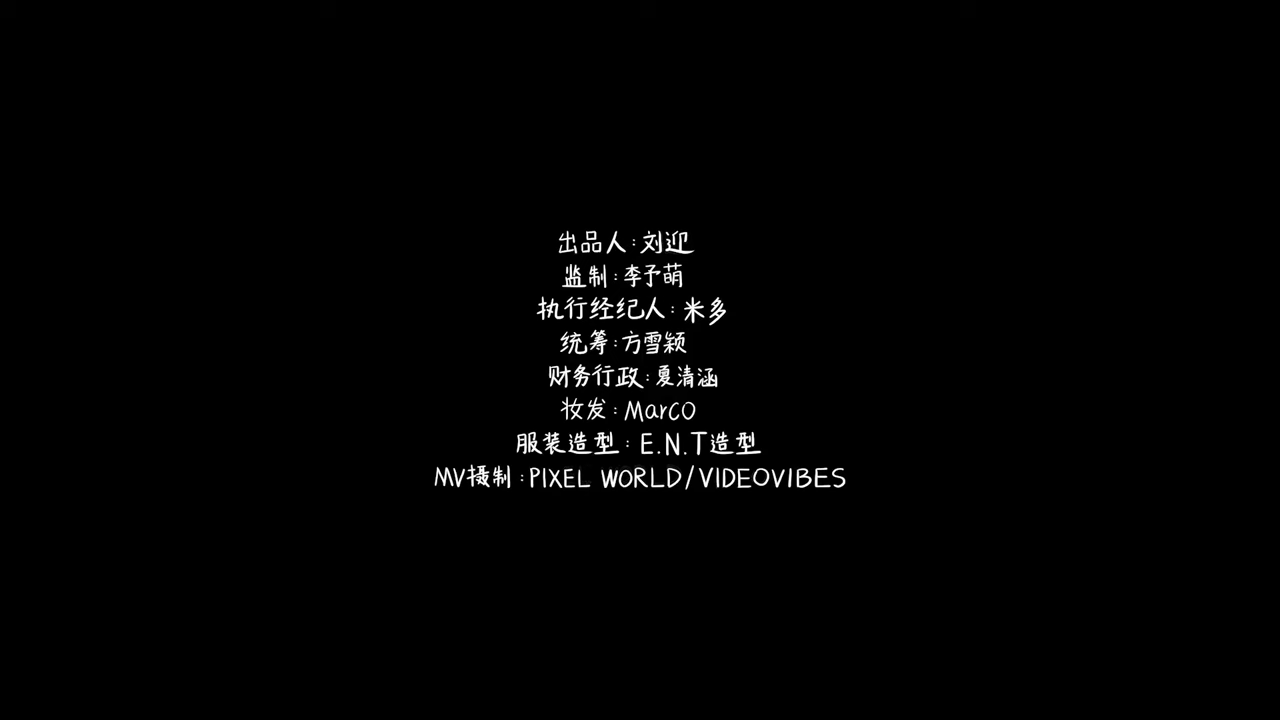 出品人:刘迎
监制:李予萌
执行经纪人:米多
统筹:方雪颖
财务行政:夏清涵
妆发:Marco
服装造型:E.N.T造型
MV摄制:PIXEL WORLD/VIDEOVIBES